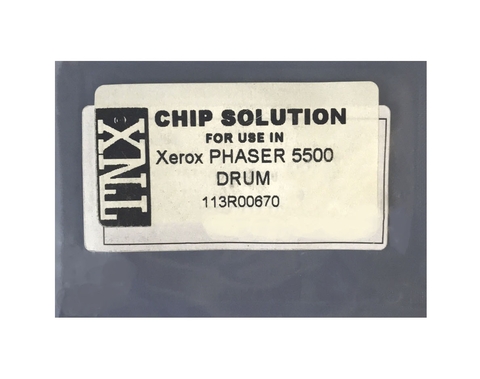 TNX
CHIP SOLUTION
FOR USE IN
Xerox PHASER 5500
DRUM
113R00670